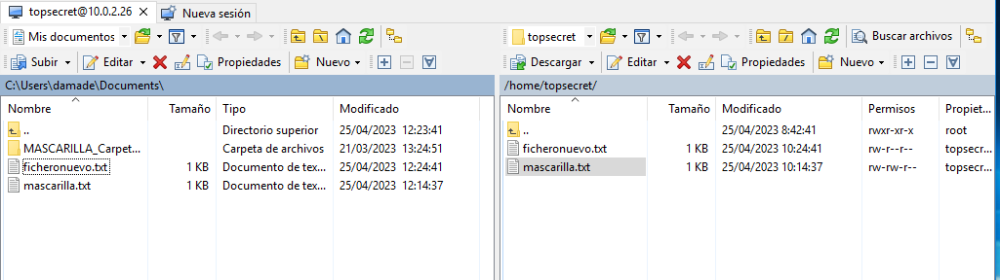 topsecret@10.0.2.26 × Nueva sesión
Mis documentos
Subir Editar Propiedades Nuevo
C:\Users\damade\Documents\
Nombre Tamaño Tipo Modificado
.. Directorio superior 25/04/2023 12:23:41
MASCARILLA_Carpet... Carpeta de archivos 21/03/2023 13:24:51
ficheronuevo.txt 1 KB Documento de tex... 25/04/2023 12:24:41
mascarilla.txt 1 KB Documento de tex... 25/04/2023 12:14:37
topsecret Buscar archivos
Descargar Editar Propiedades Nuevo
/home/topsecret/
Nombre Tamaño Modificado Permisos Propiet...
.. 25/04/2023 8:42:41 rwxr-xr-x root
ficheronuevo.txt 1 KB 25/04/2023 10:24:41 rw-r--r-- topsecr...
mascarilla.txt 1 KB 25/04/2023 10:14:37 rw-rw-r-- topsecr...